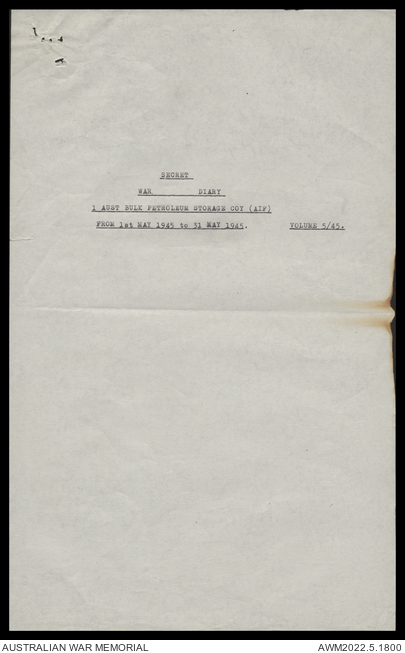 SECRET
WAR DIARY
1 AUST BULK PETROLEUM STORAGE COY (AIF)
FROM 1st MAY 1945 to 31 MAY 1945. VOLUME 5/45.
AUSTRALIAN WAR MEMORIAL AWM2022.5.1800